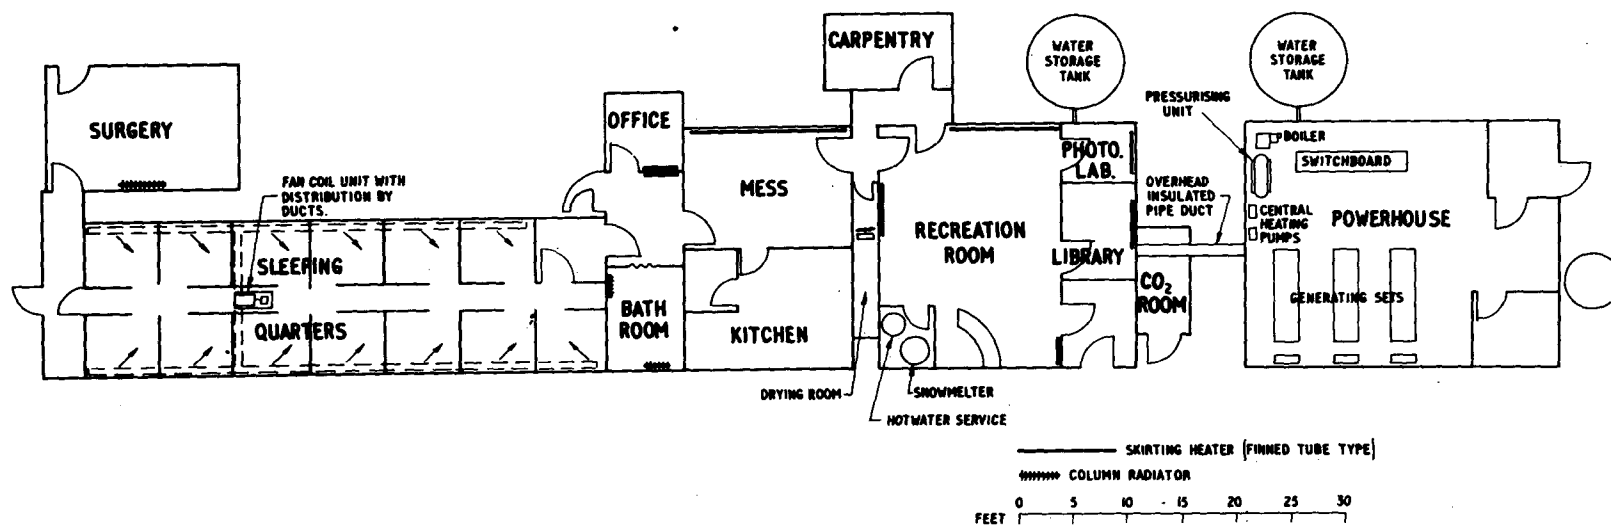 CARPENTRY
WATER
STORAGE
TANK
WATER
STORAGE
TANK
PRESSURISING
UNIT
SURGERY
OFFICE
BOILER
SWITCHBOARD
PHOTO.
LAB.
FAN COIL UNIT WITH
DISTRIBUTION BY
DUCTS.
MESS
OVERHEAD
INSULATED
PIPE DUCT
CENTRAL
HEATING
PUMPS
POWERHOUSE
RECREATION
ROOM
SLEEPING
LIBRARY
CO2
ROOM
GENERATING SETS
QUARTERS
BATH
ROOM
KITCHEN
DRYING ROOM
SNOWMELTER
HOTWATER SERVICE
SKIRTING HEATER (FINNED TUBE TYPE)
COLUMN RADIATOR
0 5 10 15 20 25 30
FEET